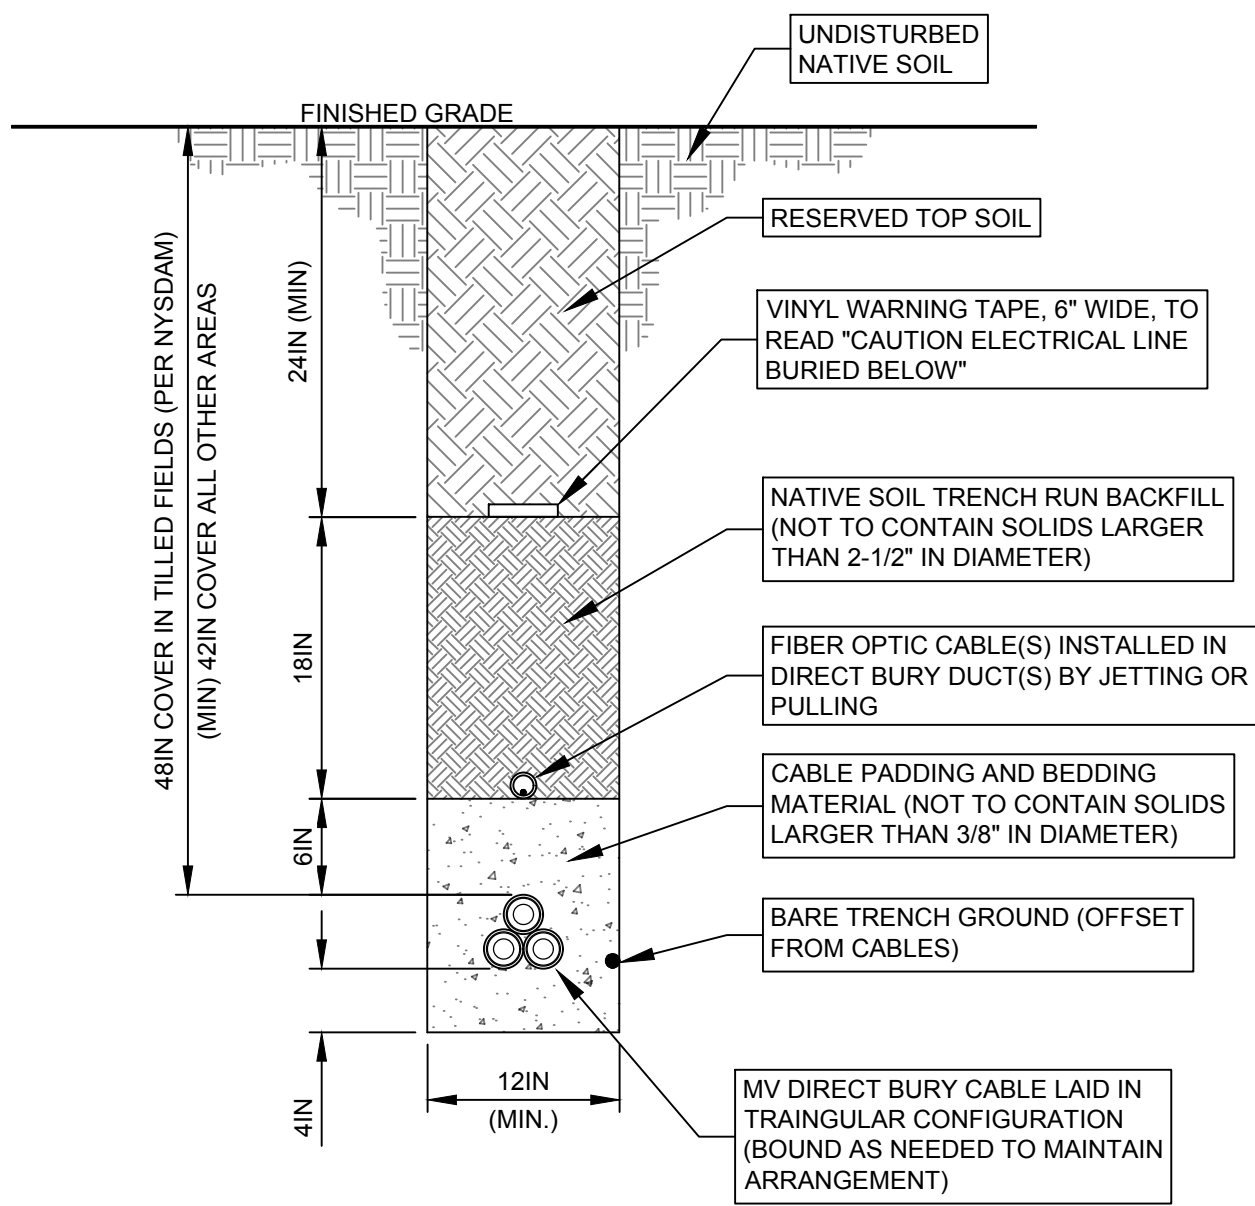 UNDISTURBED
NATIVE SOIL
FINISHED GRADE
RESERVED TOP SOIL
VINYL WARNING TAPE, 6" WIDE, TO
READ "CAUTION ELECTRICAL LINE
BURIED BELOW"
48IN COVER IN TILLED FIELDS (PER NYSDAM)
(MIN) 42IN COVER ALL OTHER AREAS
24IN (MIN)
NATIVE SOIL TRENCH RUN BACKFILL
(NOT TO CONTAIN SOLIDS LARGER
THAN 2-1/2" IN DIAMETER)
18IN
FIBER OPTIC CABLE(S) INSTALLED IN
DIRECT BURY DUCT(S) BY JETTING OR
PULLING
CABLE PADDING AND BEDDING
MATERIAL (NOT TO CONTAIN SOLIDS
LARGER THAN 3/8" IN DIAMETER)
6IN
BARE TRENCH GROUND (OFFSET
FROM CABLES)
4IN
12IN
(MIN.)
MV DIRECT BURY CABLE LAID IN
TRAINGULAR CONFIGURATION
(BOUND AS NEEDED TO MAINTAIN
ARRANGEMENT)